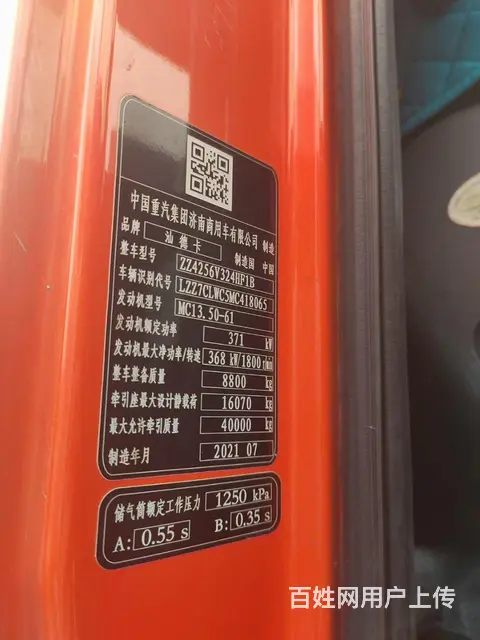 中国重汽集团济南商用车有限公司 制造
品牌 汕德卡 制造国 中国
整车型号 ZZ4256V324HF1B
车辆识别代号 LZZ7CLWC5MC418065
发动机型号 MC13.50-61
发动机额定功率 371 kW
发动机最大净功率/转速 368 kW/1800 r/min
整车整备质量 8800 kg
牵引座最大设计静载荷 16070 kg
最大允许牵引质量 40000 kg
制造年月 2021 07
储气筒额定工作压力 1250 kPa
A: 0.55 s B: 0.35 s
百姓网用户上传